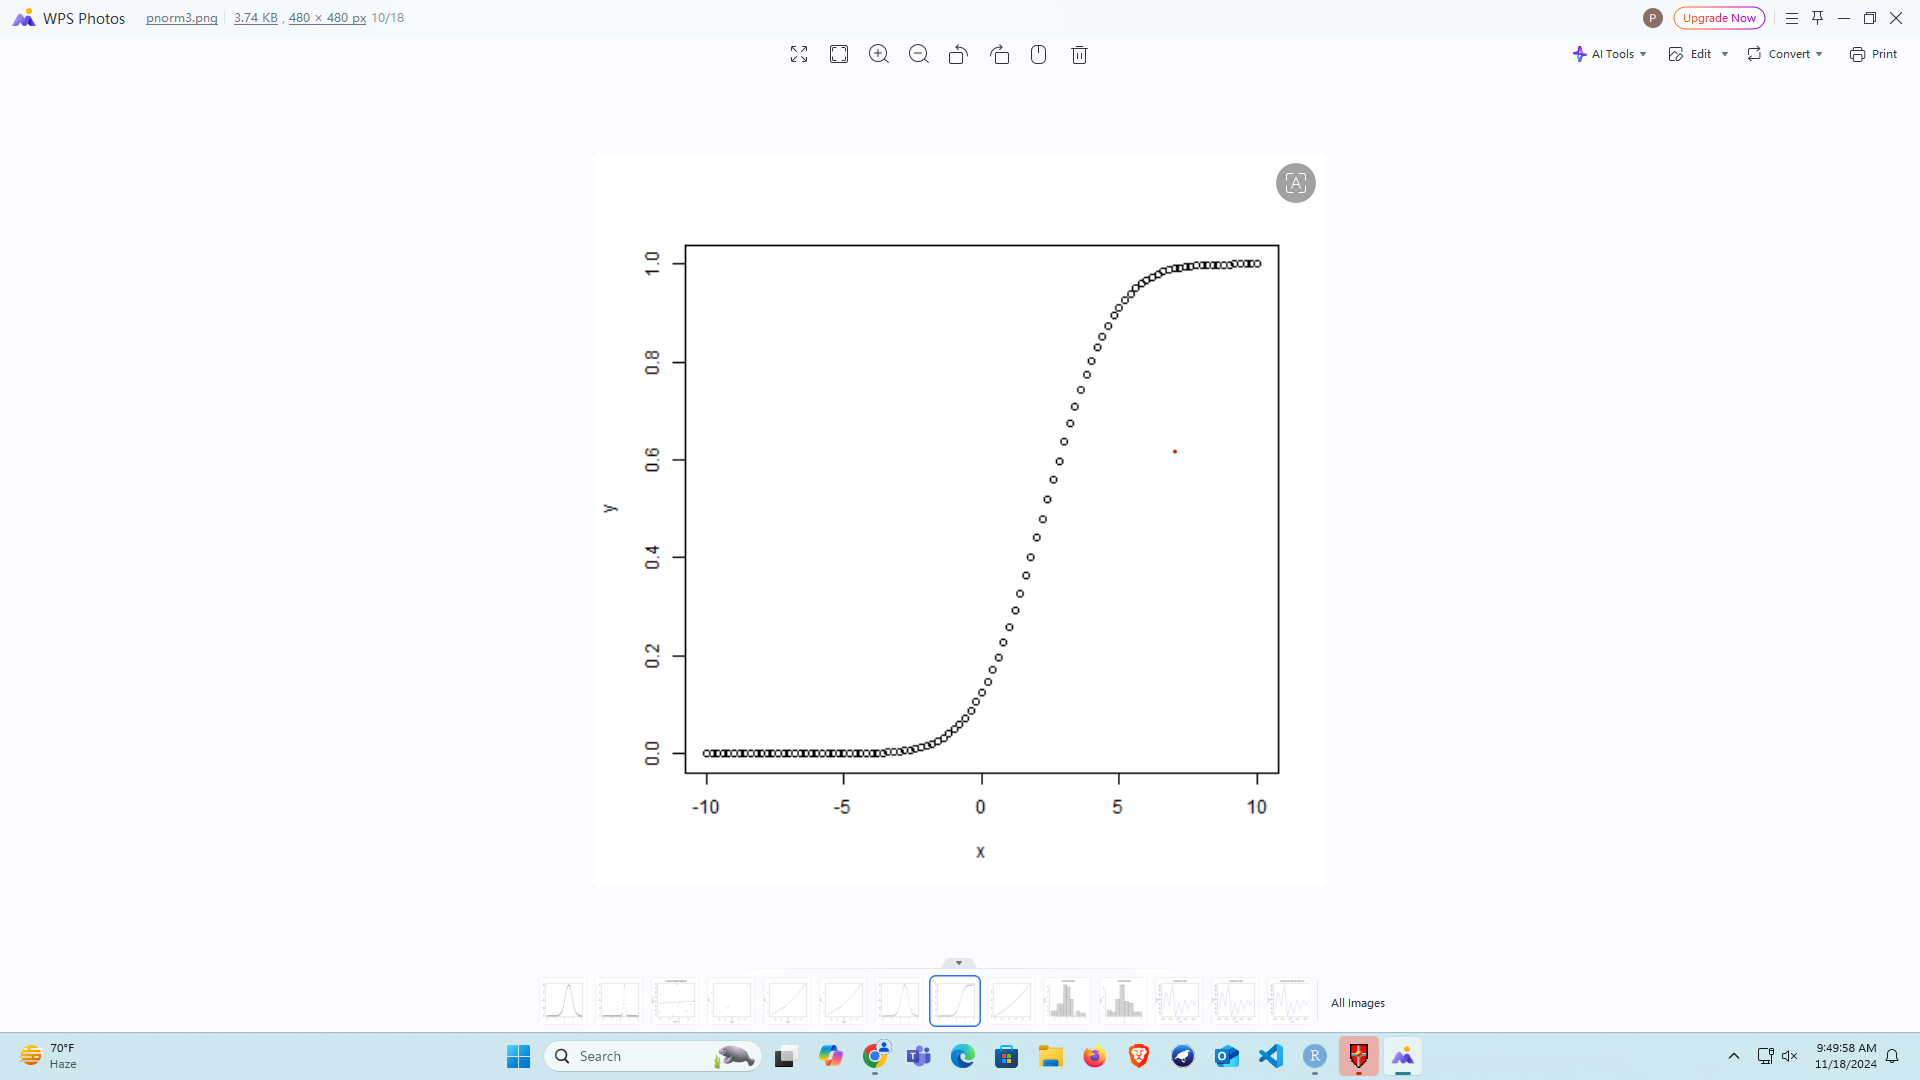 WPS Photos pnorm3.png 3.74 KB , 480 × 480 px 10/18 P Upgrade Now
AI Tools Edit Convert Print
A
1.0
0.8
0.6
0.4
0.2
0.0
y
-10 -5 0 5 10
x
All Images
70°F
Haze
Search
R
9:49:58 AM
11/18/2024